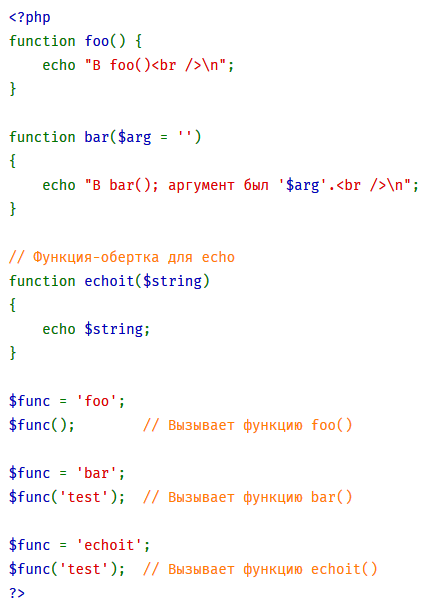 <?php
function foo() {
    echo "В foo()<br />\n";
}

function bar($arg = '')
{
    echo "В bar(); аргумент был '$arg'.<br />\n";
}

// Функция-обертка для echo
function echoit($string)
{
    echo $string;
}

$func = 'foo';
$func();        // Вызывает функцию foo()

$func = 'bar';
$func('test');  // Вызывает функцию bar()

$func = 'echoit';
$func('test');  // Вызывает функцию echoit()
?>